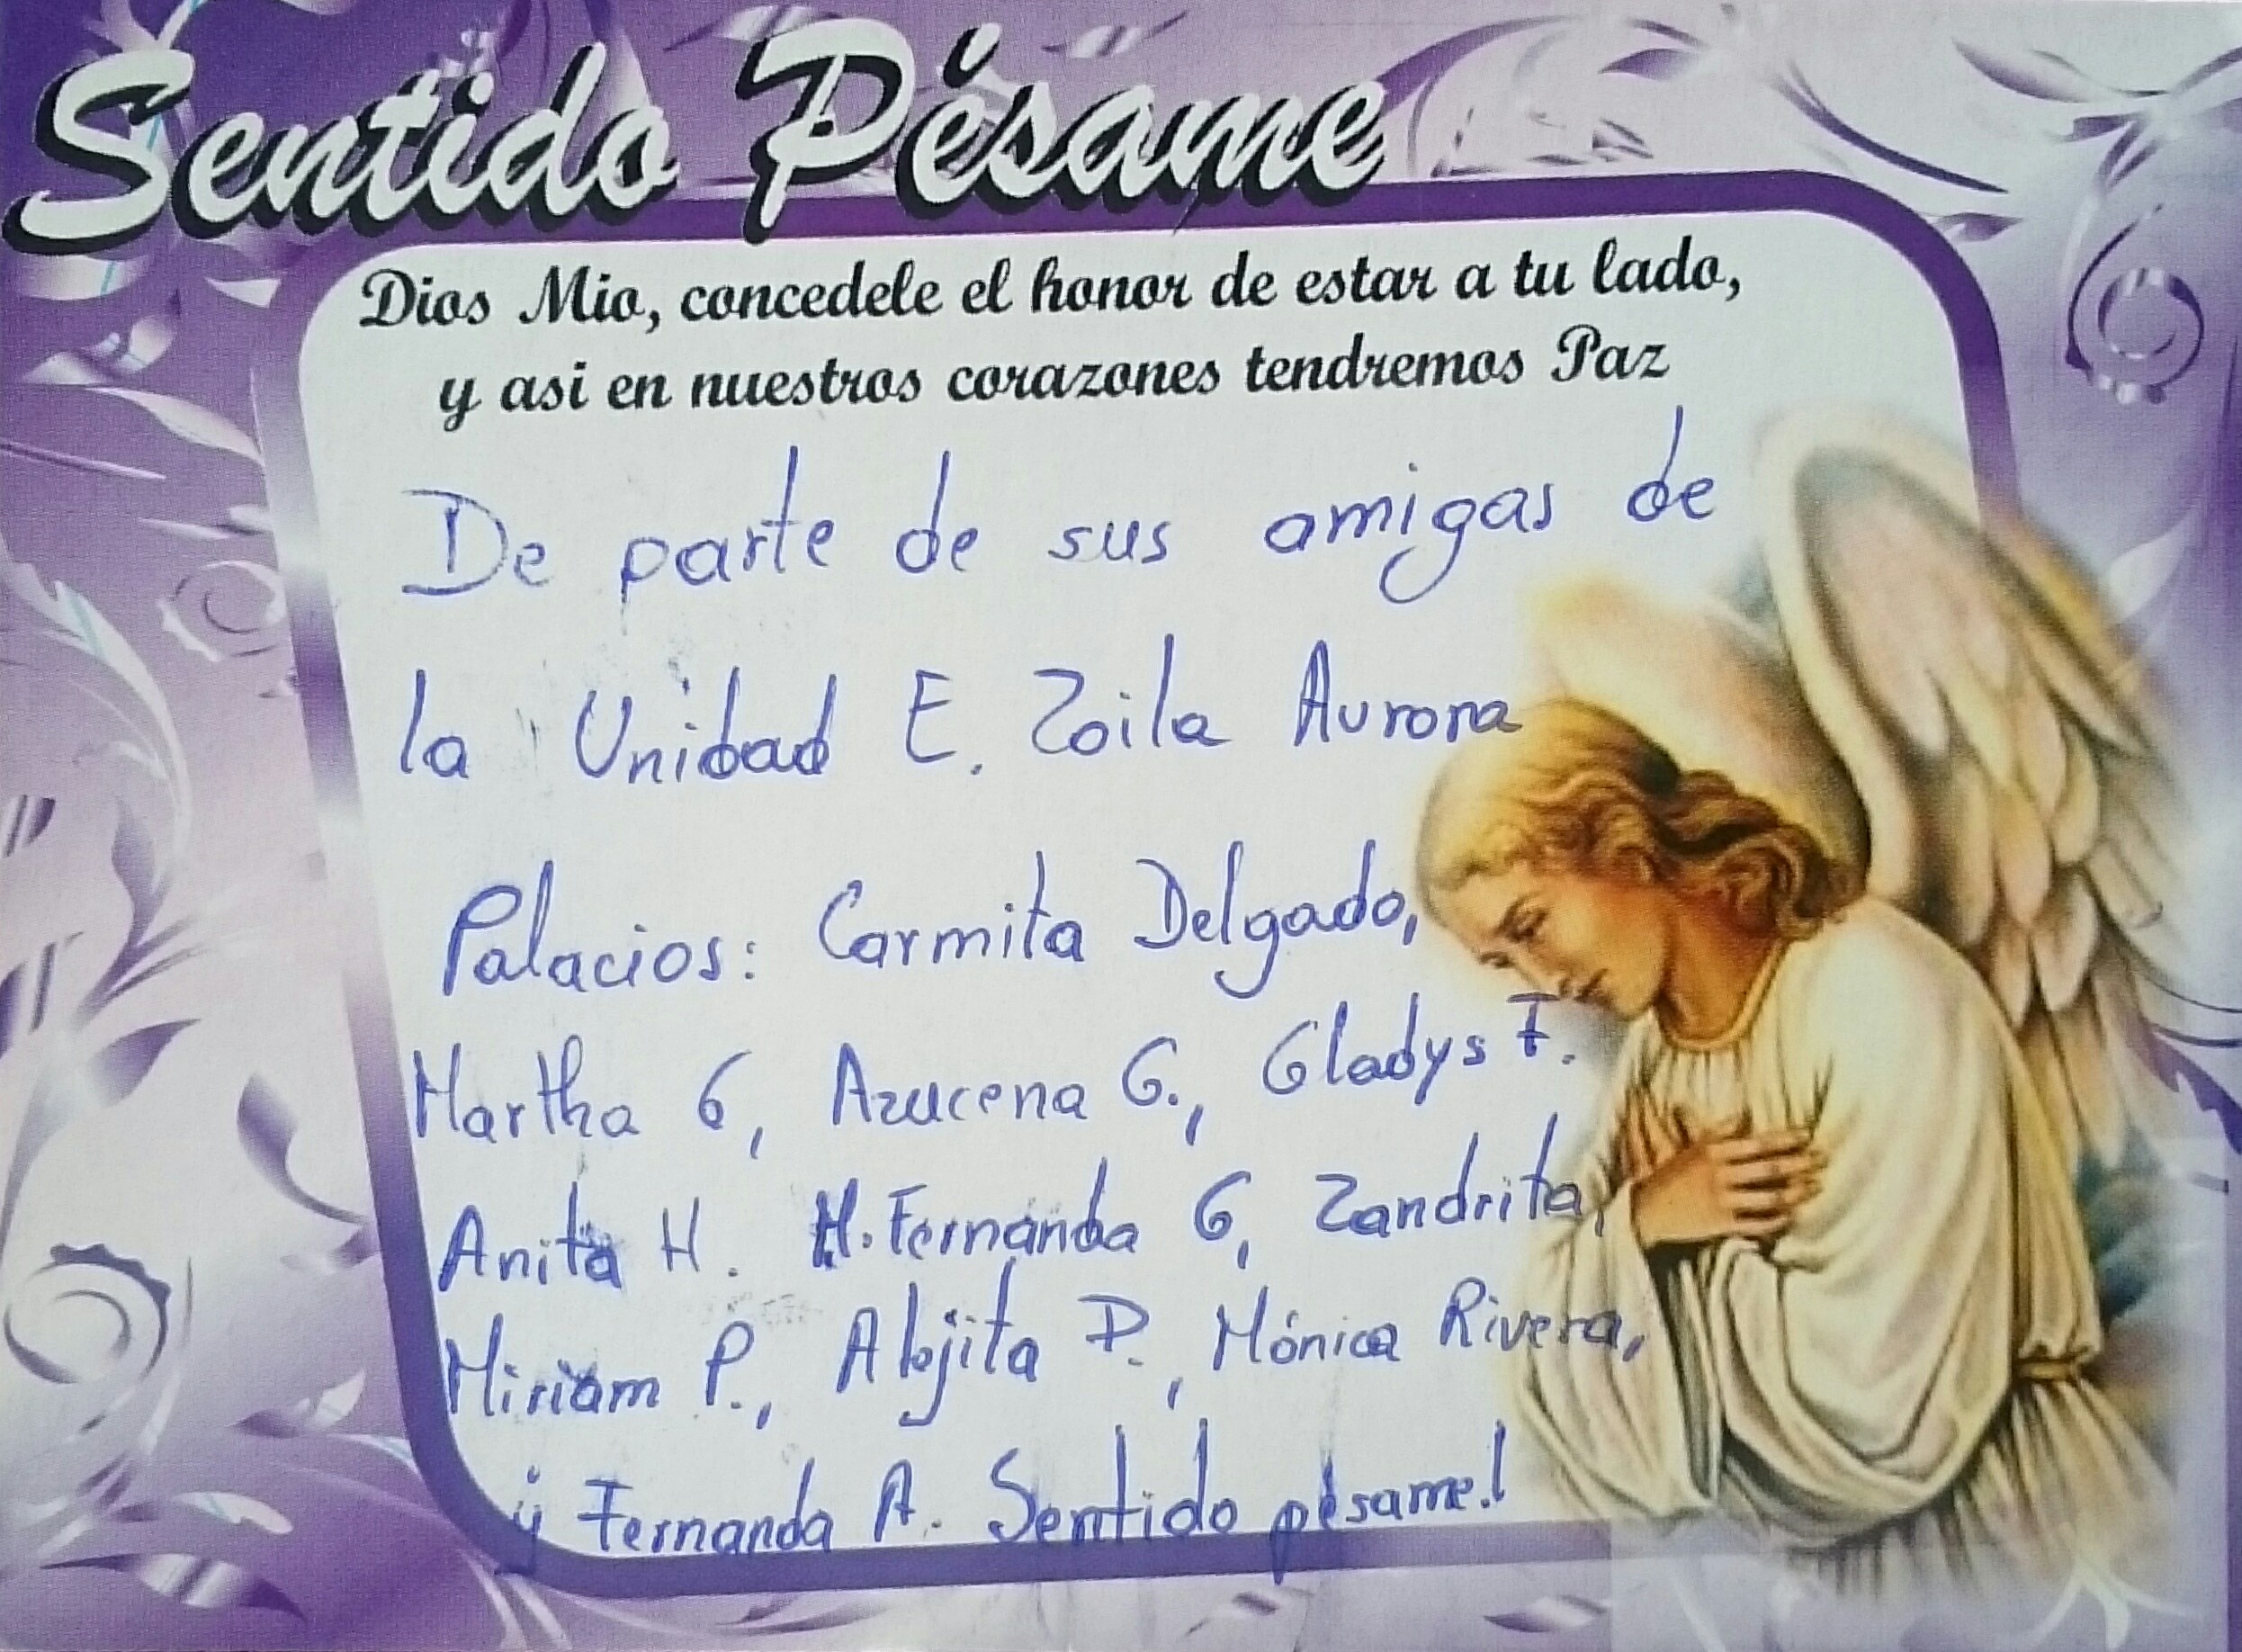 Sentido Pésame
Dios Mio, concedele el honor de estar a tu lado,
y asi en nuestros corazones tendremos Paz
De parte de sus amigas de
la Unidad E. Zoila Aurora
Palacios: Carmita Delgado,
Martha G, Azucena G., Gladys F.
Anita H. M. Fernanda G, Zandrita,
Miriam P., Alejita D., Mónica Rivera,
y Fernanda A. Sentido pésame!